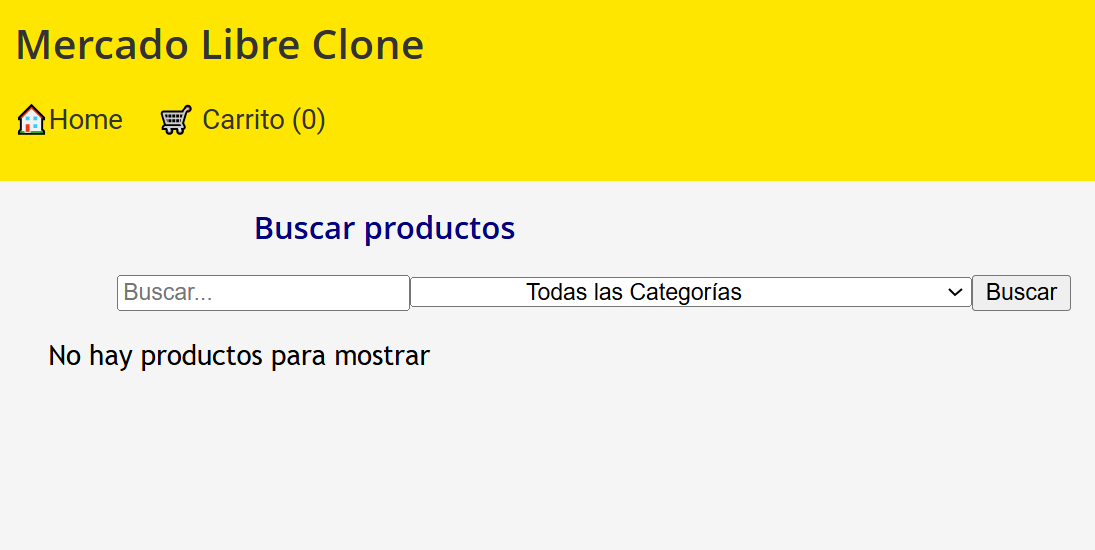 Mercado Libre Clone
Home Carrito (0)
Buscar productos
Buscar... Todas las Categorías Buscar
No hay productos para mostrar